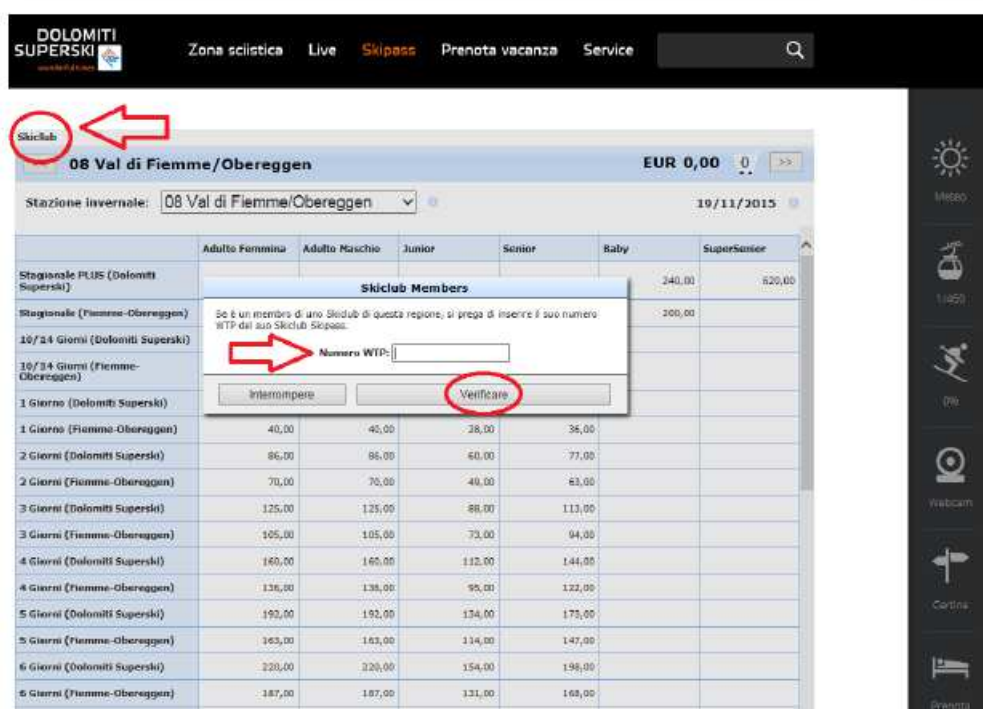 DOLOMITI
SUPERSKI
Zona sciistica Live Skipass Prenota vacanza Service
Skiclub
08 Val di Fiemme/Obereggen EUR 0,00 0 >>
Stazione invernale: 08 Val di Fiemme/Obereggen 19/11/2015
Adulto Femmina Adulto Maschio Junior Senior Baby SuperSenior
Stagionale PLUS (Dolomiti
Superski) 240,00 620,00
Skiclub Members
Stagionale (Fiemme-Obereggen) 200,00
Se è un membro di uno Skiclub di questa regione, si prega di inserire il suo numero
WTP del suo Skiclub Skipass.
10/14 Giorni (Dolomiti Superski)
Numero WTP:
10/14 Giorni (Fiemme-
Obereggen)
Interrompere Verificare
1 Giorno (Dolomiti Superski)
1 Giorno (Fiemme-Obereggen) 40,00 40,00 28,00 36,00
2 Giorni (Dolomiti Superski) 86,00 86,00 60,00 77,00
2 Giorni (Fiemme-Obereggen) 70,00 70,00 49,00 63,00
3 Giorni (Dolomiti Superski) 125,00 125,00 88,00 113,00
3 Giorni (Fiemme-Obereggen) 105,00 105,00 73,00 94,00
4 Giorni (Dolomiti Superski) 160,00 160,00 112,00 144,00
4 Giorni (Fiemme-Obereggen) 136,00 136,00 95,00 122,00
5 Giorni (Dolomiti Superski) 192,00 192,00 134,00 173,00
5 Giorni (Fiemme-Obereggen) 163,00 163,00 114,00 147,00
6 Giorni (Dolomiti Superski) 220,00 220,00 154,00 198,00
6 Giorni (Fiemme-Obereggen) 187,00 187,00 131,00 168,00
Meteo
1/450
0%
Webcam
Cartina
Prenota